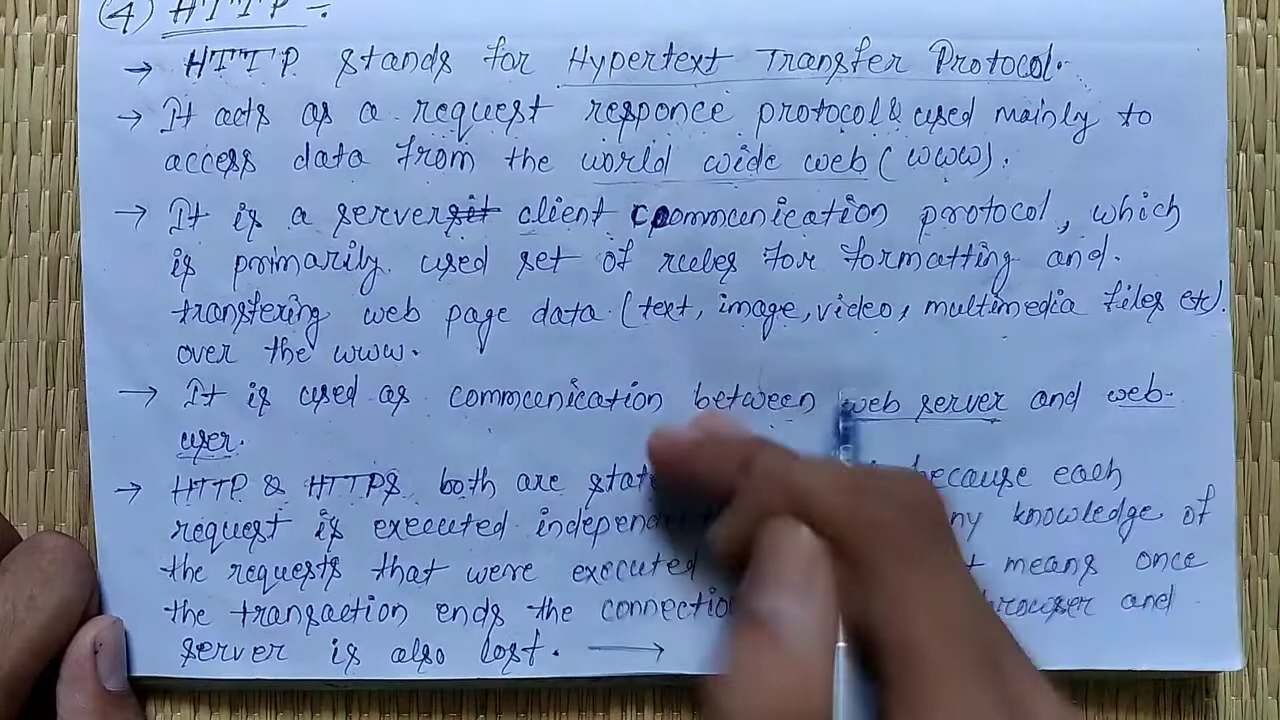 (4) HTTP :-
→ HTTP stands for Hypertext Transfer Protocol.
→ It acts as a request responce protocol & used mainly to
access data from the world wide web (www).
→ It is a server client communication protocol, which
is primarily used set of rules for formatting and
transfering web page data (text, image, video, multimedia files etc).
over the www.
→ It is used as communication between web server and web
user.
→ HTTP & HTTPS both are because each
request is executed knowledge of
the requests that were executed means once
the transaction ends the and
server is also lost. →